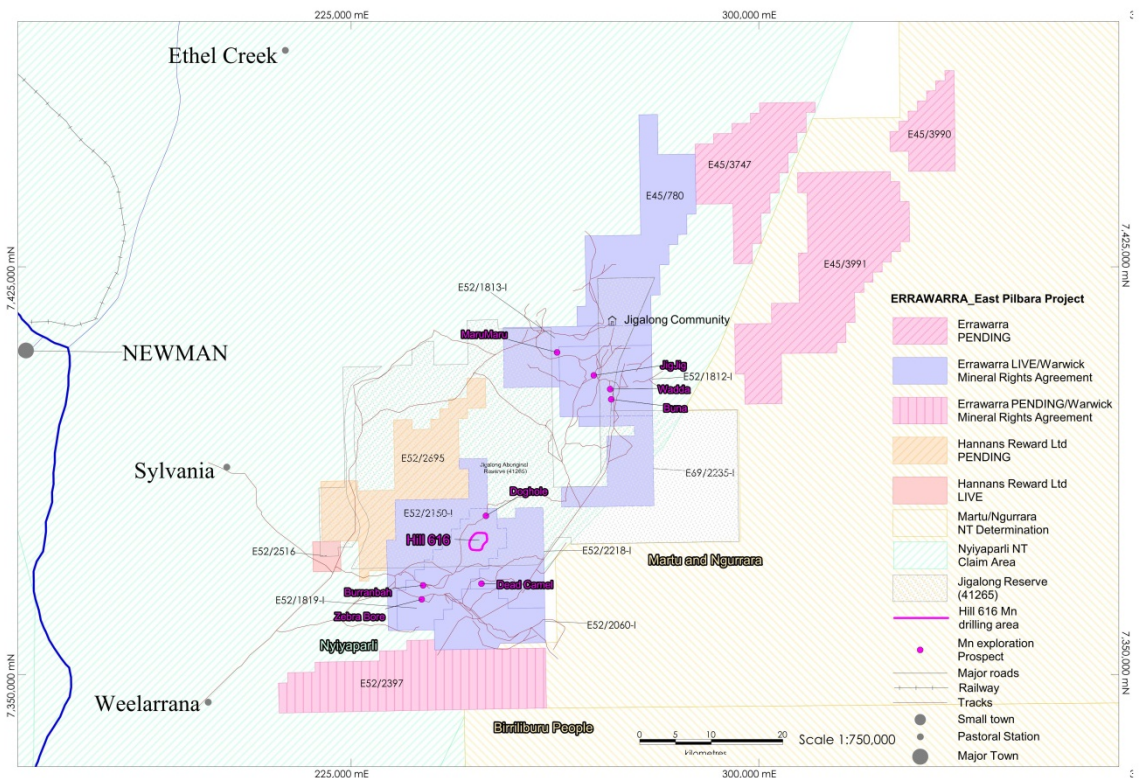 225,000 mE
300,000 mE
Ethel Creek
E45/3990
E45/3747
E45/780
7,425,000 mN
7,425,000 mN
E45/3991
E52/1813-I
ERRAWARRA_East Pilbara Project
Jigalong Community
MaruMaru
NEWMAN
JigJig
E52/1812-I
Wadda
Buna
Errawarra
PENDING
Errawarra LIVE/Warwick
Mineral Rights Agreement
Errawarra PENDING/Warwick
Mineral Rights Agreement
Hannans Reward Ltd
PENDING
Hannans Reward Ltd
LIVE
Martu/Ngurrara
NT Determination
Nyiyaparli NT
Claim Area
Jigalong Reserve
(41265)
Hill 616 Mn
drilling area
Mn exploration
Prospect
Major roads
Railway
Tracks
Small town
Pastoral Station
Major Town
Sylvania
E52/2695
Jigalong Aboriginal
Reserve (41265)
E69/2235-I
Doghole
E52/2150-I
Hill 616
E52/2516
E52/2218-I
Martu and Ngurrara
Burranbah
Dead Camel
E52/1819-I
Zebra Bore
E52/2060-I
Nyiyaparli
7,350,000 mN
7,350,000 mN
E52/2397
Weelarrana
Birriliburu People
0 5 10 20
kilometres
Scale 1:750,000
225,000 mE
300,000 mE